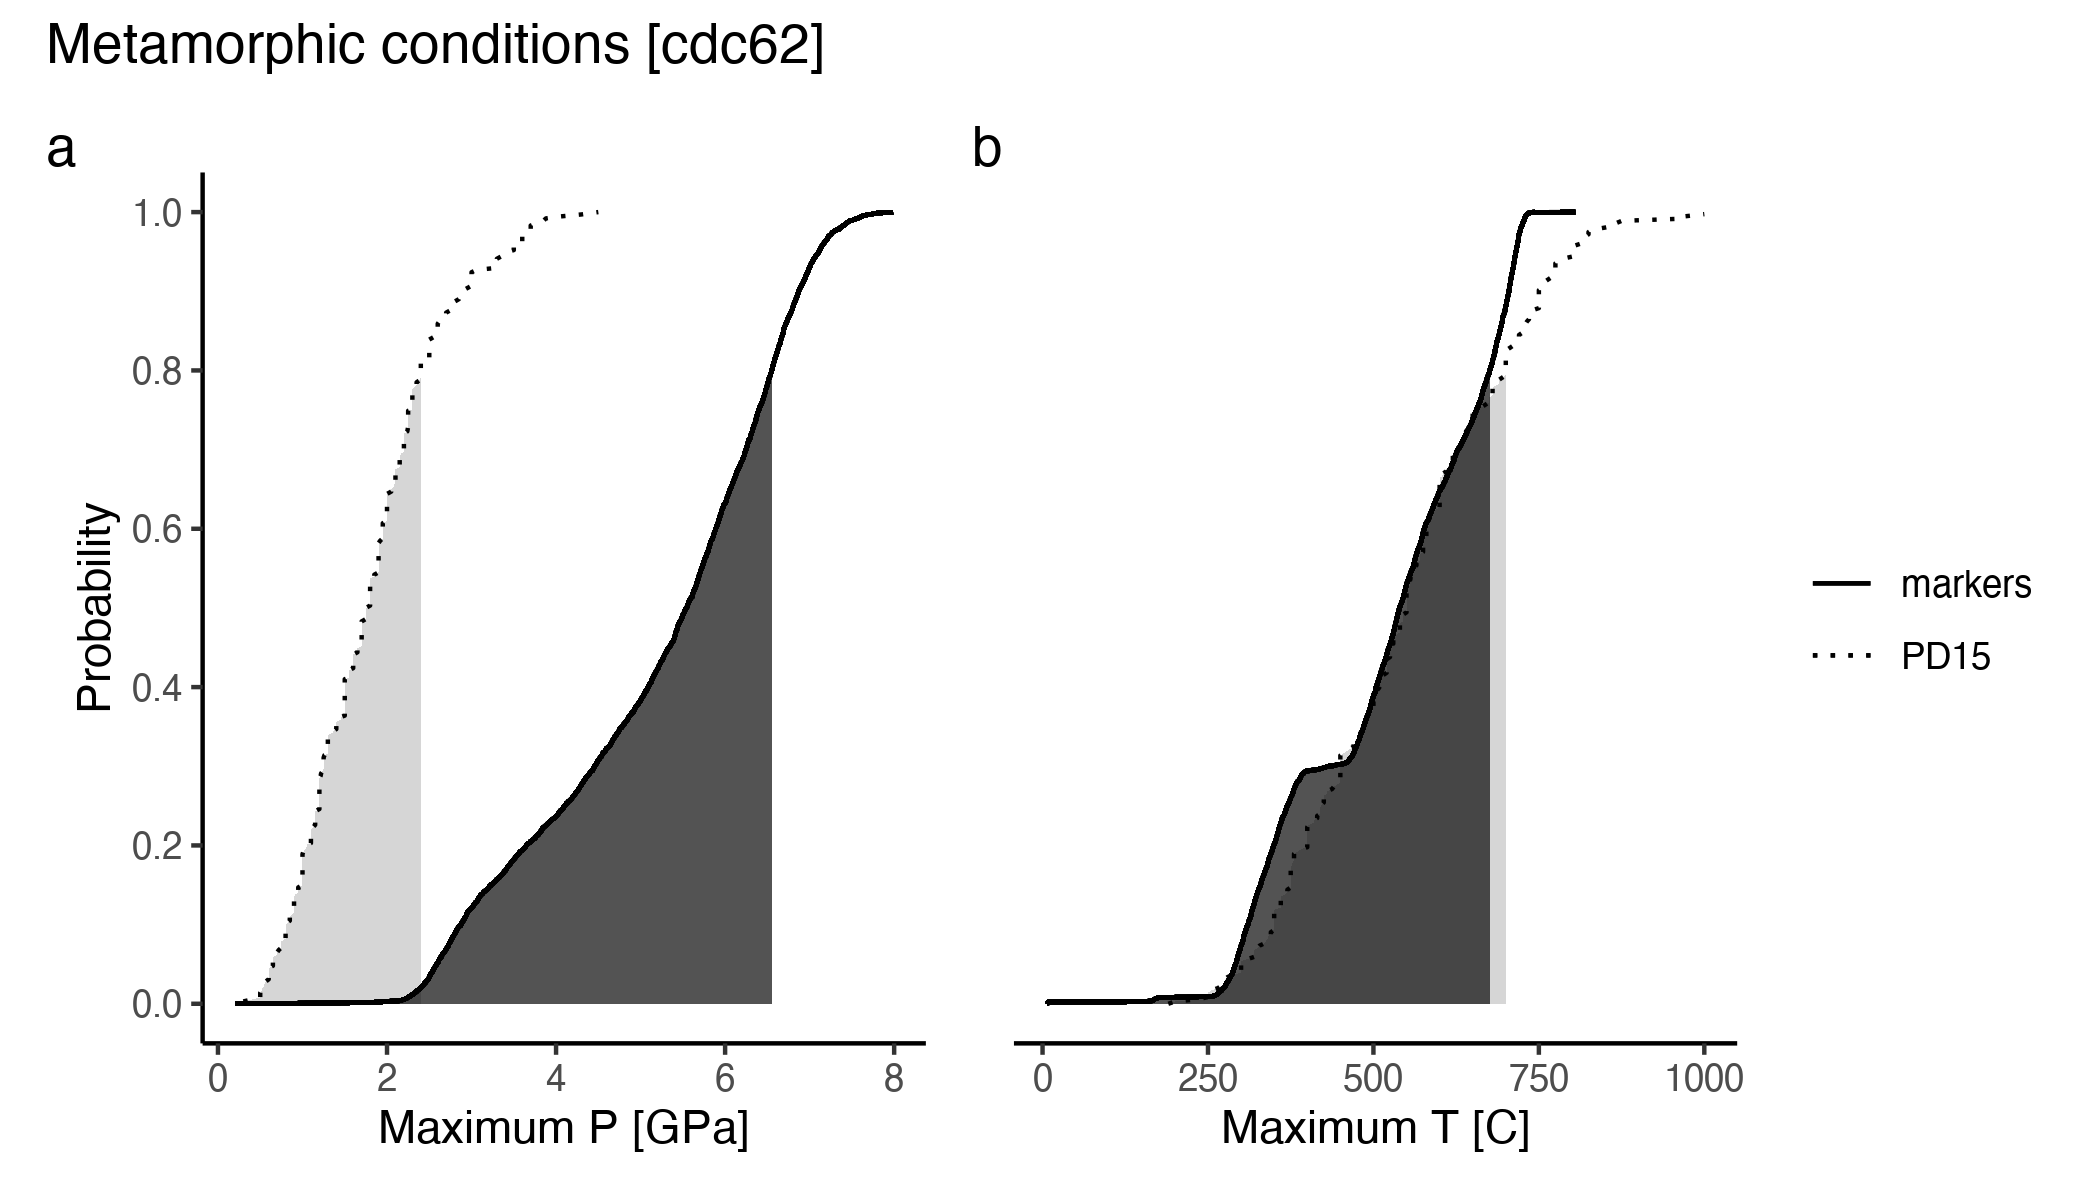 Metamorphic conditions [cdc62]
a
b
Probability
1.0
0.8
0.6
0.4
0.2
0.0
0 2 4 6 8
Maximum P [GPa]
0 250 500 750 1000
Maximum T [C]
markers
PD15